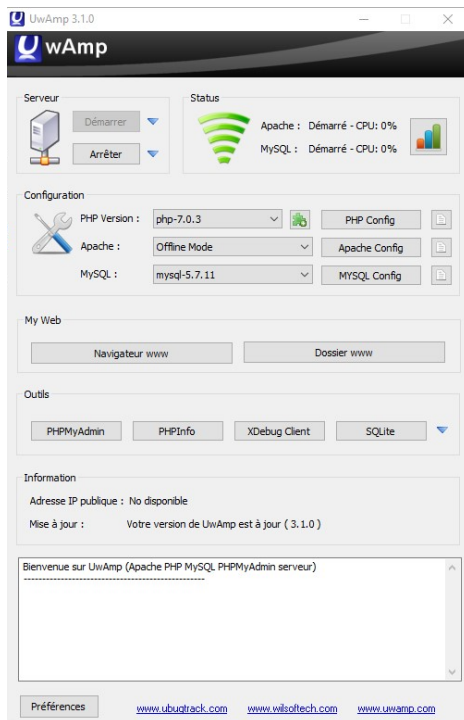 UwAmp 3.1.0
UwAmp
Serveur
Démarrer
Arrêter
Status
Apache : Démarré - CPU: 0%
MySQL : Démarré - CPU: 0%
Configuration
PHP Version : php-7.0.3 PHP Config
Apache : Offline Mode Apache Config
MySQL : mysql-5.7.11 MYSQL Config
My Web
Navigateur www Dossier www
Outils
PHPMyAdmin PHPInfo XDebug Client SQLite
Information
Adresse IP publique : No disponible
Mise à jour : Votre version de UwAmp est à jour ( 3.1.0 )
Bienvenue sur UwAmp (Apache PHP MySQL PHPMyAdmin serveur)
--------------------------------------------------
Préférences www.ubugtrack.com www.wilsoftech.com www.uwamp.com